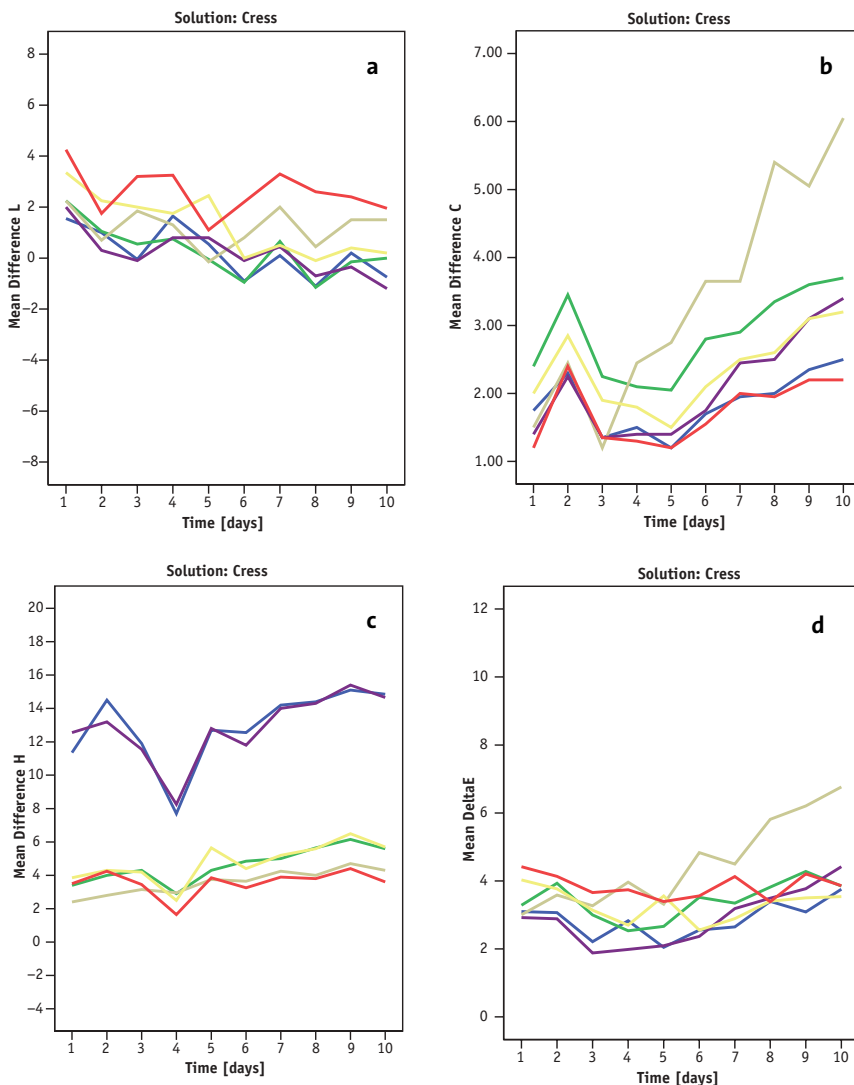 Solution: Cress
a
8
6
4
2
0
−2
−4
−6
−8
Mean Difference L
1 2 3 4 5 6 7 8 9 10
Time [days]
Solution: Cress
b
7.00
6.00
5.00
4.00
3.00
2.00
1.00
Mean Difference C
1 2 3 4 5 6 7 8 9 10
Time [days]
Solution: Cress
c
20
18
16
14
12
10
8
6
4
2
0
−2
−4
Mean Difference H
1 2 3 4 5 6 7 8 9 10
Time [days]
Solution: Cress
d
12
10
8
6
4
2
0
Mean DeltaE
1 2 3 4 5 6 7 8 9 10
Time [days]